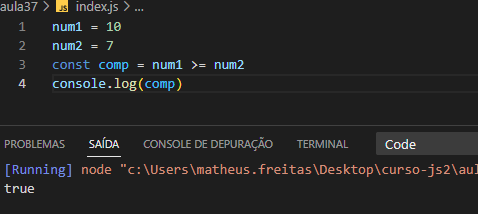 aula37 > JS index.js > ...
1 num1 = 10
2 num2 = 7
3 const comp = num1 >= num2
4 console.log(comp)
PROBLEMAS SAÍDA CONSOLE DE DEPURAÇÃO TERMINAL Code
[Running] node "c:\Users\matheus.freitas\Desktop\curso-js2\aul
true